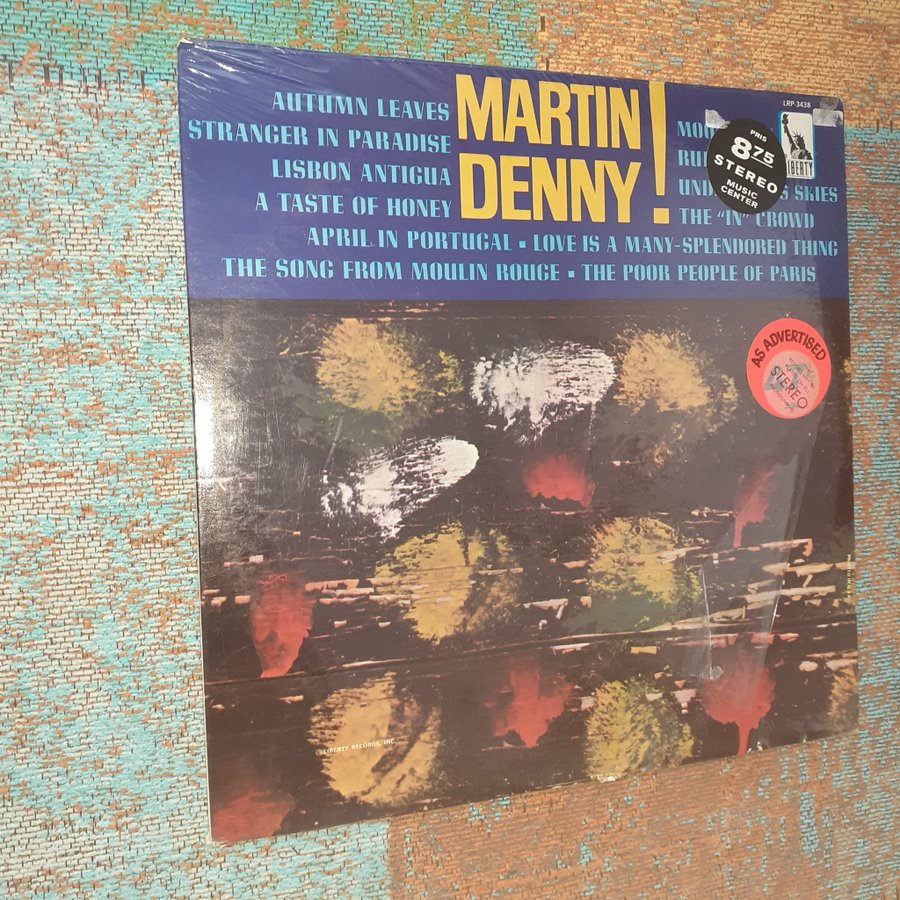 AUTUMN LEAVES
STRANGER IN PARADISE
LISBON ANTIGUA
A TASTE OF HONEY
MARTIN
DENNY!
LRP-3438
LIBERTY
PRIS
875
STEREO
MUSIC
CENTER
SKIES
THE "IN" CROWD
APRIL IN PORTUGAL ▪ LOVE IS A MANY-SPLENDORED THING
THE SONG FROM MOULIN ROUGE ▪ THE POOR PEOPLE OF PARIS
AS ADVERTISED
STEREO
©LIBERTY RECORDS, INC.